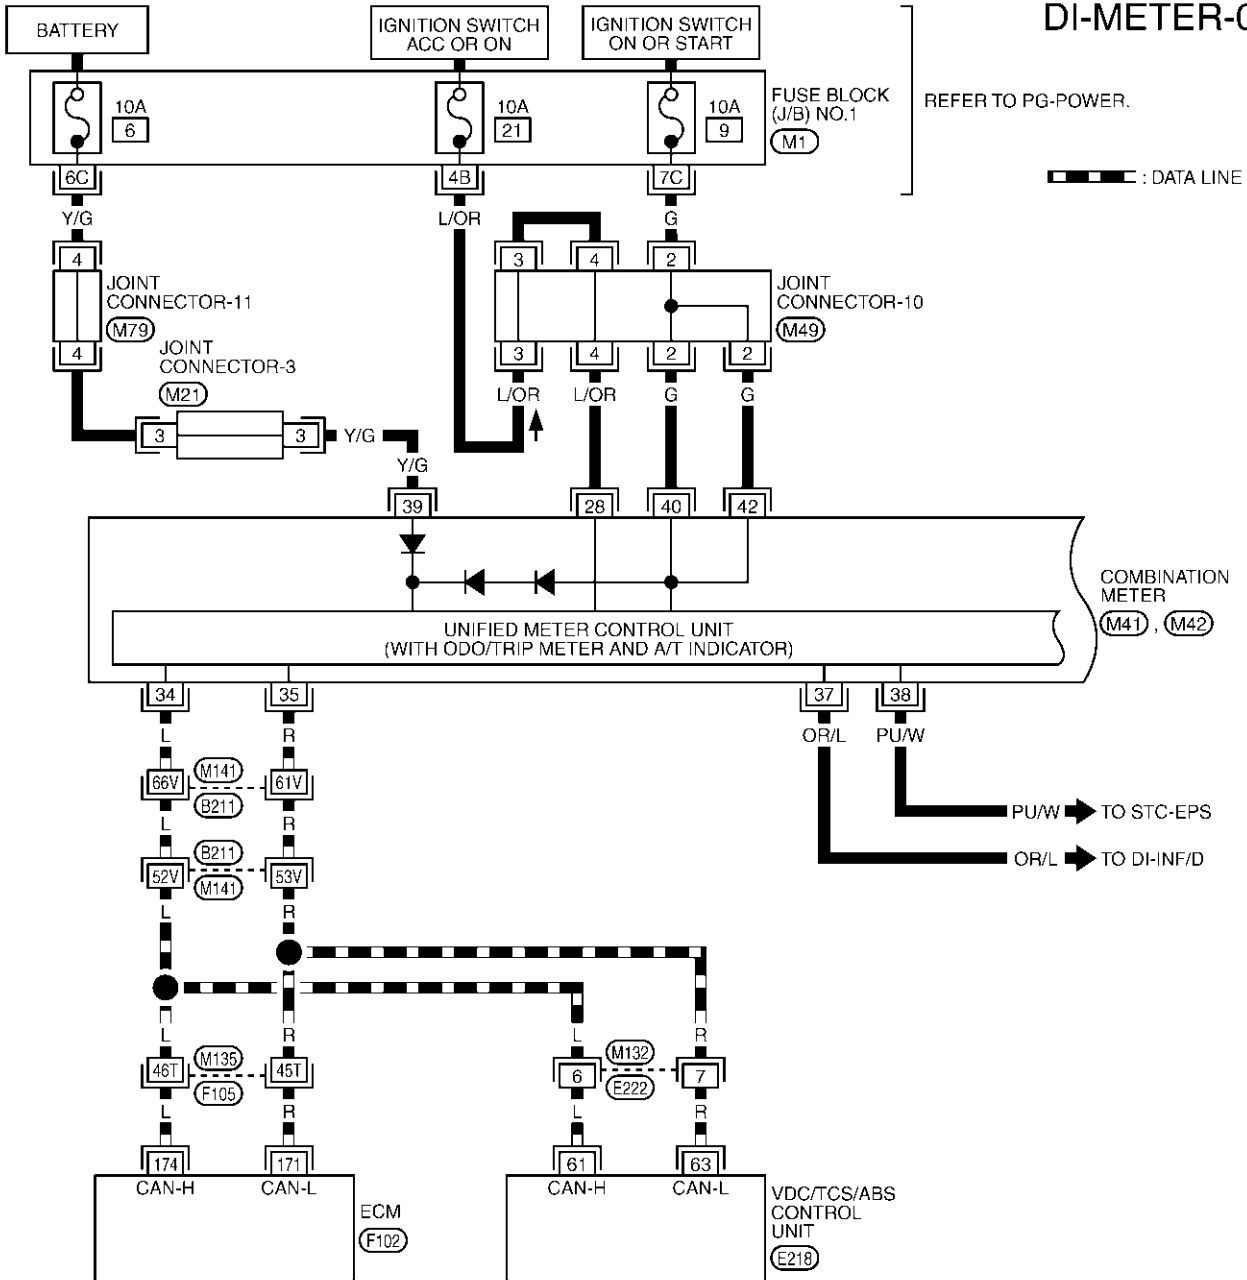 DI-METER-0
BATTERY
IGNITION SWITCH
ACC OR ON
IGNITION SWITCH
ON OR START
10A
6
10A
21
10A
9
FUSE BLOCK
(J/B) NO.1
M1
REFER TO PG-POWER.
: DATA LINE
6C
4B
7C
Y/G
L/OR
G
4
3
4
2
JOINT
CONNECTOR-11
M79
JOINT
CONNECTOR-10
M49
4
3
4
2
2
JOINT
CONNECTOR-3
M21
L/OR
L/OR
G
G
3
3
Y/G
Y/G
39
28
40
42
COMBINATION
METER
M41 , M42
UNIFIED METER CONTROL UNIT
(WITH ODO/TRIP METER AND A/T INDICATOR)
34
35
37
38
L
R
OR/L
PU/W
66V
M141
61V
B211
PU/W
TO STC-EPS
L
R
B211
OR/L
TO DI-INF/D
52V
53V
M141
L
R
L
R
L
R
46T
M135
45T
F105
6
M132
7
E222
L
R
L
R
174
171
61
63
CAN-H
CAN-L
CAN-H
CAN-L
ECM
F102
VDC/TCS/ABS
CONTROL
UNIT
E218